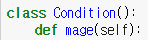 class Condition():
    def mage(self):